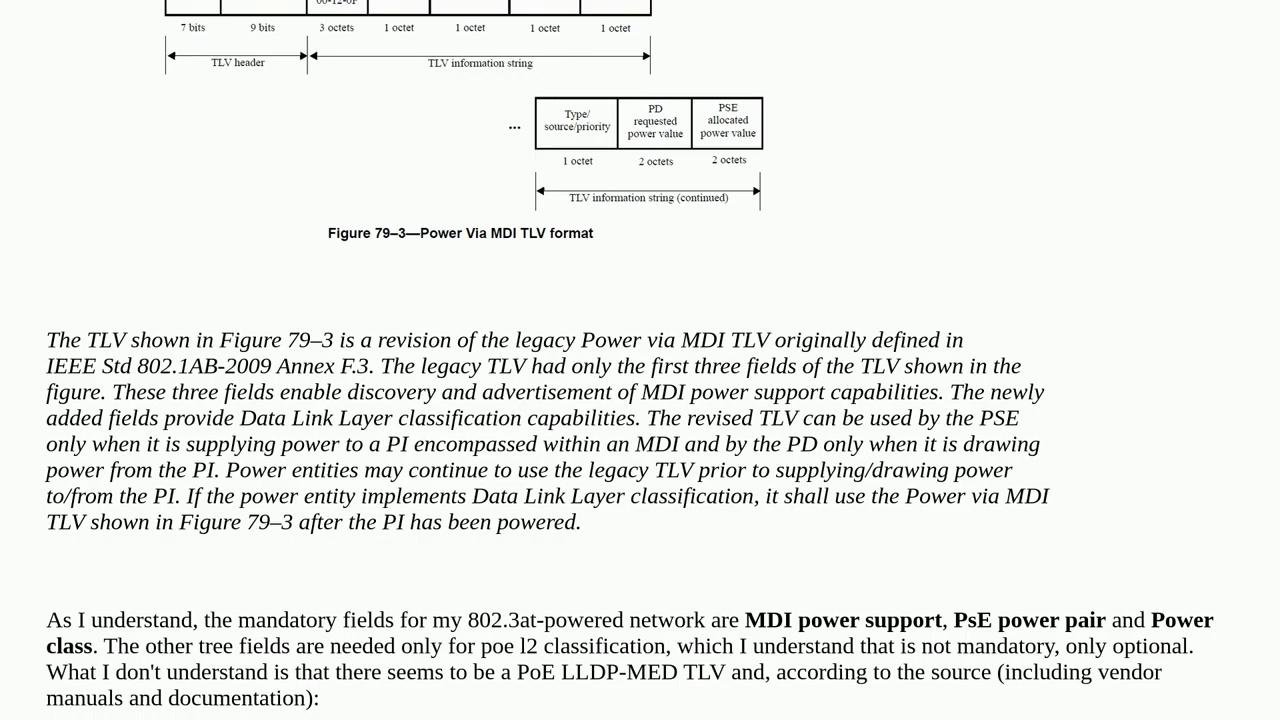 00-12-0F
7 bits 9 bits 3 octets 1 octet 1 octet 1 octet 1 octet
TLV header TLV information string
... Type/ source/priority PD requested power value PSE allocated power value
1 octet 2 octets 2 octets
TLV information string (continued)
Figure 79–3—Power Via MDI TLV format
The TLV shown in Figure 79–3 is a revision of the legacy Power via MDI TLV originally defined in
IEEE Std 802.1AB-2009 Annex F.3. The legacy TLV had only the first three fields of the TLV shown in the
figure. These three fields enable discovery and advertisement of MDI power support capabilities. The newly
added fields provide Data Link Layer classification capabilities. The revised TLV can be used by the PSE
only when it is supplying power to a PI encompassed within an MDI and by the PD only when it is drawing
power from the PI. Power entities may continue to use the legacy TLV prior to supplying/drawing power
to/from the PI. If the power entity implements Data Link Layer classification, it shall use the Power via MDI
TLV shown in Figure 79–3 after the PI has been powered.
As I understand, the mandatory fields for my 802.3at-powered network are MDI power support, PsE power pair and Power
class. The other tree fields are needed only for poe l2 classification, which I understand that is not mandatory, only optional.
What I don't understand is that there seems to be a PoE LLDP-MED TLV and, according to the source (including vendor
manuals and documentation):